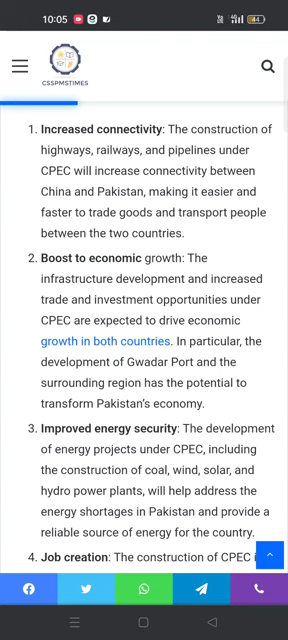 10:05
44
CSSPMSTIMES
1. Increased connectivity: The construction of
highways, railways, and pipelines under
CPEC will increase connectivity between
China and Pakistan, making it easier and
faster to trade goods and transport people
between the two countries.
2. Boost to economic growth: The
infrastructure development and increased
trade and investment opportunities under
CPEC are expected to drive economic
growth in both countries. In particular, the
development of Gwadar Port and the
surrounding region has the potential to
transform Pakistan's economy.
3. Improved energy security: The development
of energy projects under CPEC, including
the construction of coal, wind, solar, and
hydro power plants, will help address the
energy shortages in Pakistan and provide a
reliable source of energy for the country.
4. Job creation: The construction of CPEC